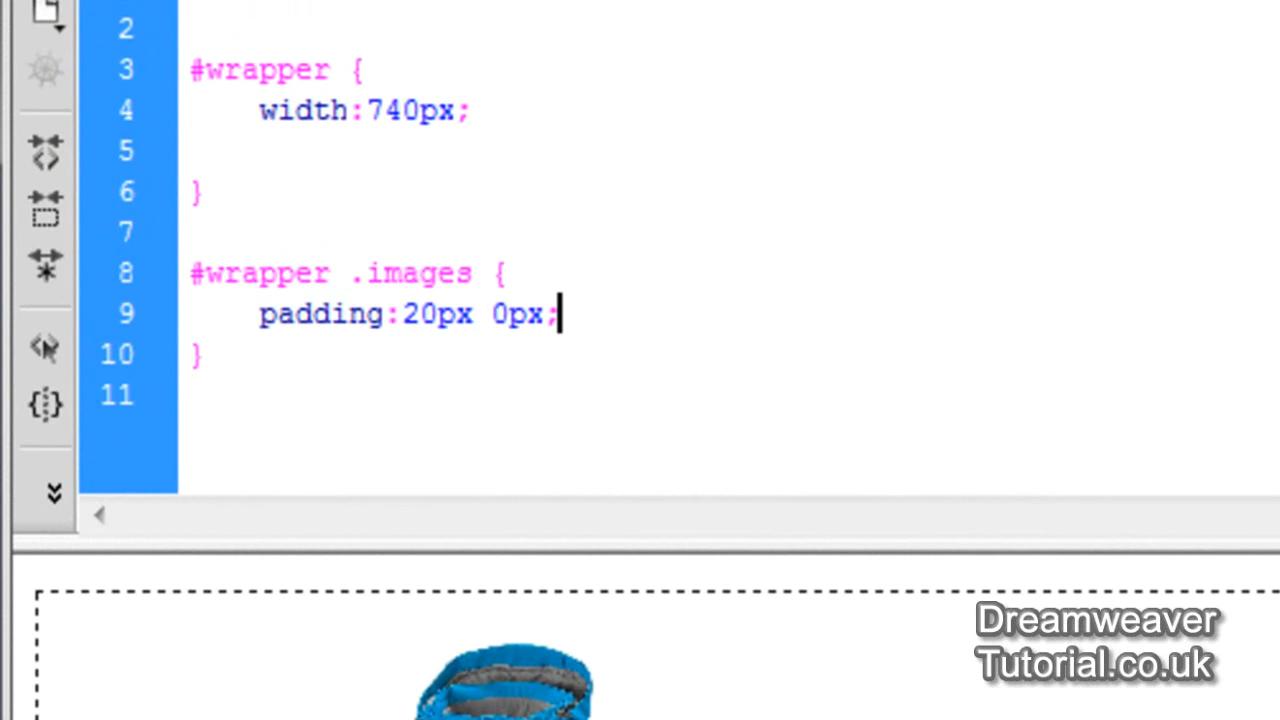 2
3 #wrapper {
4 width:740px;
5
6 }
7
8 #wrapper .images {
9 padding:20px 0px;
10 }
11
Dreamweaver
Tutorial.co.uk